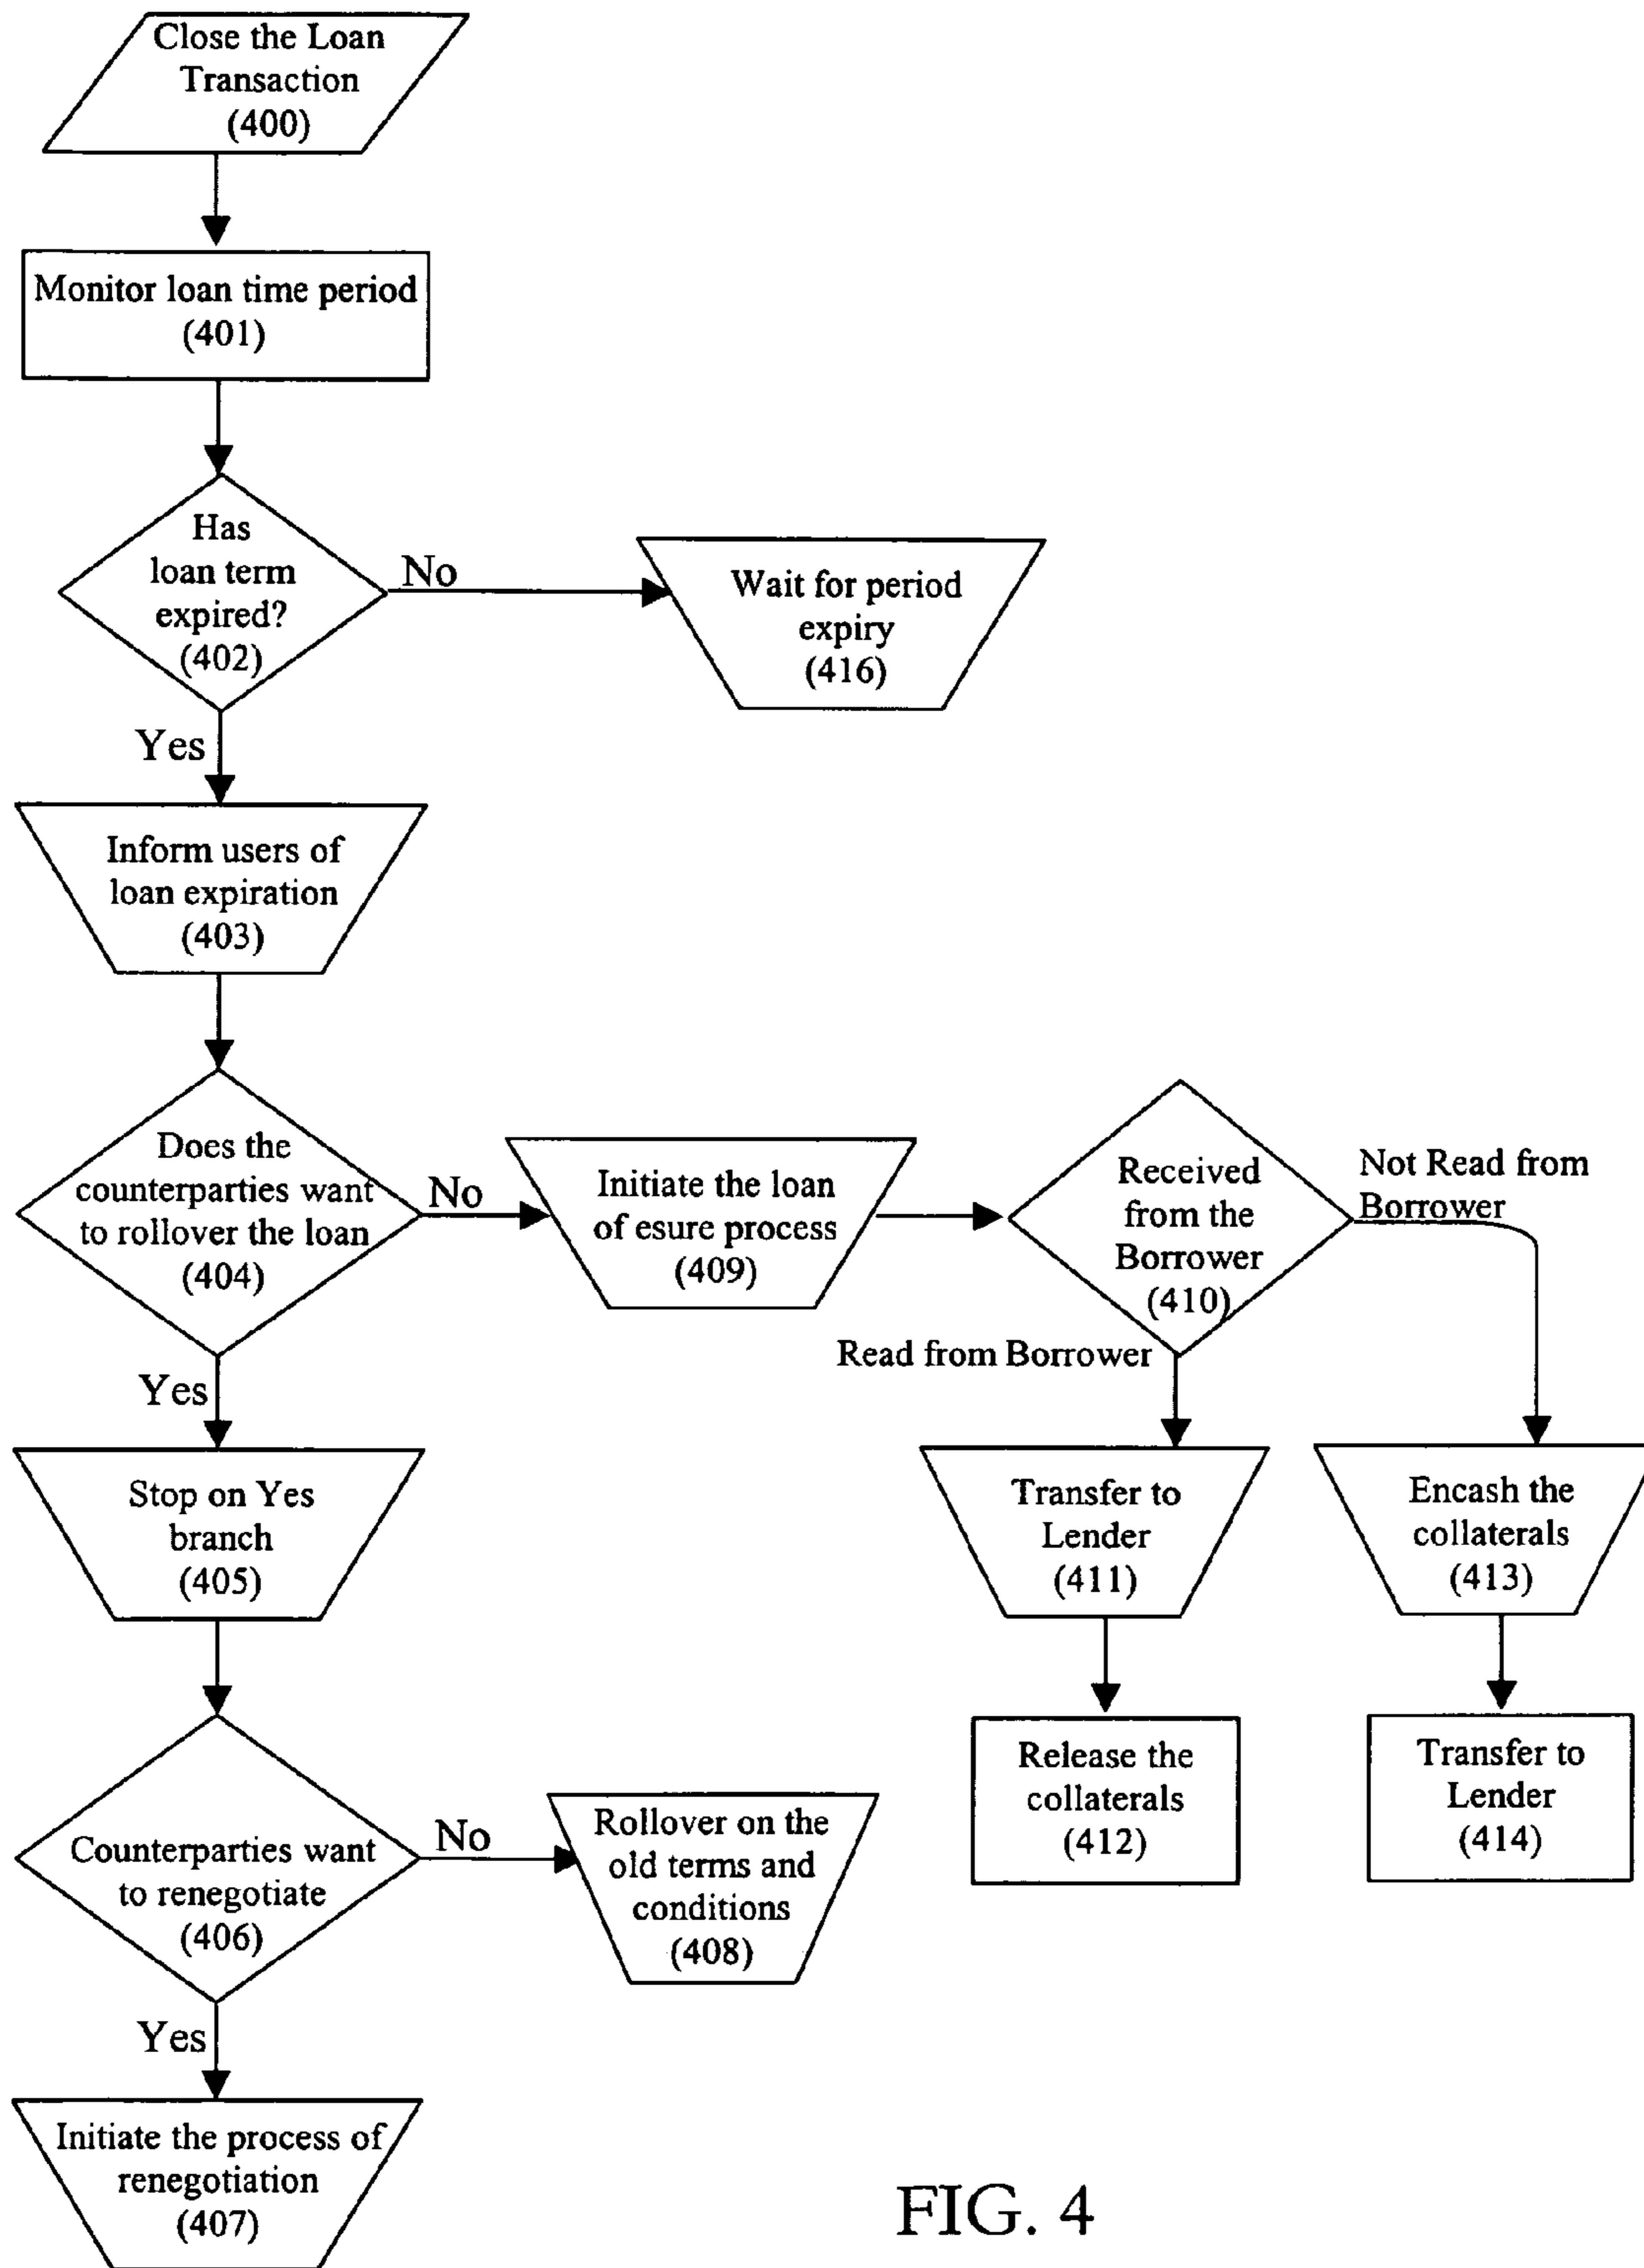 Close the Loan
Transaction
(400)
Monitor loan time period
(401)
Has
loan term
expired?
(402)
No
Wait for period
expiry
(416)
Yes
Inform users of
loan expiration
(403)
Does the
counterparties want
to rollover the loan
(404)
No
Initiate the loan
of esure process
(409)
Received
from the
Borrower
(410)
Not Read from
Borrower
Read from Borrower
Yes
Stop on Yes
branch
(405)
Transfer to
Lender
(411)
Encash the
collaterals
(413)
Release the
collaterals
(412)
Transfer to
Lender
(414)
Counterparties want
to renegotiate
(406)
No
Rollover on the
old terms and
conditions
(408)
Yes
Initiate the process of
renegotiation
(407)
FIG. 4